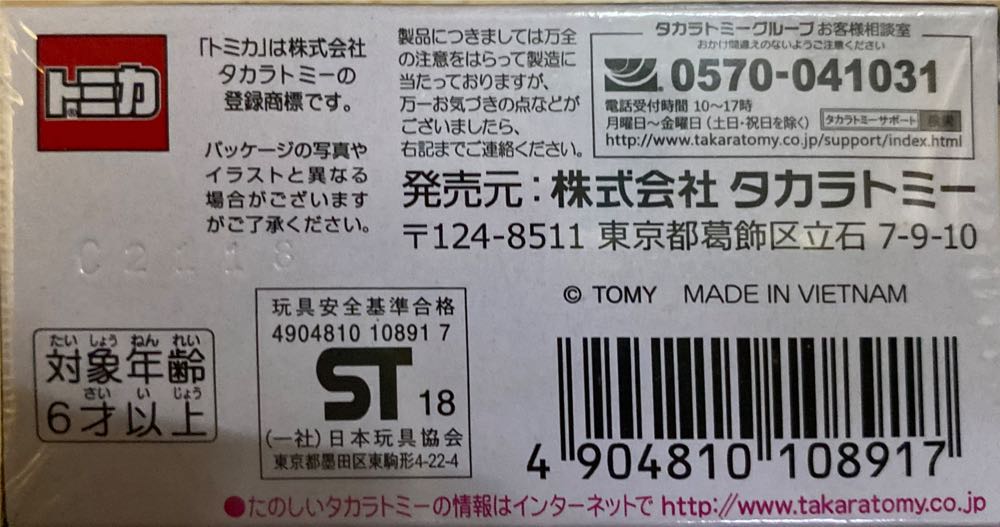 トミカ®
「トミカ」は株式会社
タカラトミーの
登録商標です。
パッケージの写真や
イラストと異なる
場合がございます
がご了承ください。
C2118
製品につきましては万全
の注意をはらって製造に
当たっておりますが、
万一お気づきの点などが
ございましたら、
右記までご連絡ください。
タカラトミーグループお客様相談室
おかけ間違えのないようご注意ください
0570-041031
電話受付時間 10〜17時
月曜日〜金曜日(土日・祝日を除く) タカラトミーサポート 検索
http://www.takaratomy.co.jp/support/index.html
発売元:株式会社 タカラトミー
〒124-8511 東京都葛飾区立石 7-9-10
© TOMY MADE IN VIETNAM
たい しょう ねん れい
対象年齢
さい い じょう
6才以上
玩具安全基準合格
4904810 10891 7
ST 18
(一社)日本玩具協会
東京都墨田区東駒形4-22-4
4 904810 108917
●たのしいタカラトミーの情報はインターネットで http://www.takaratomy.co.jp